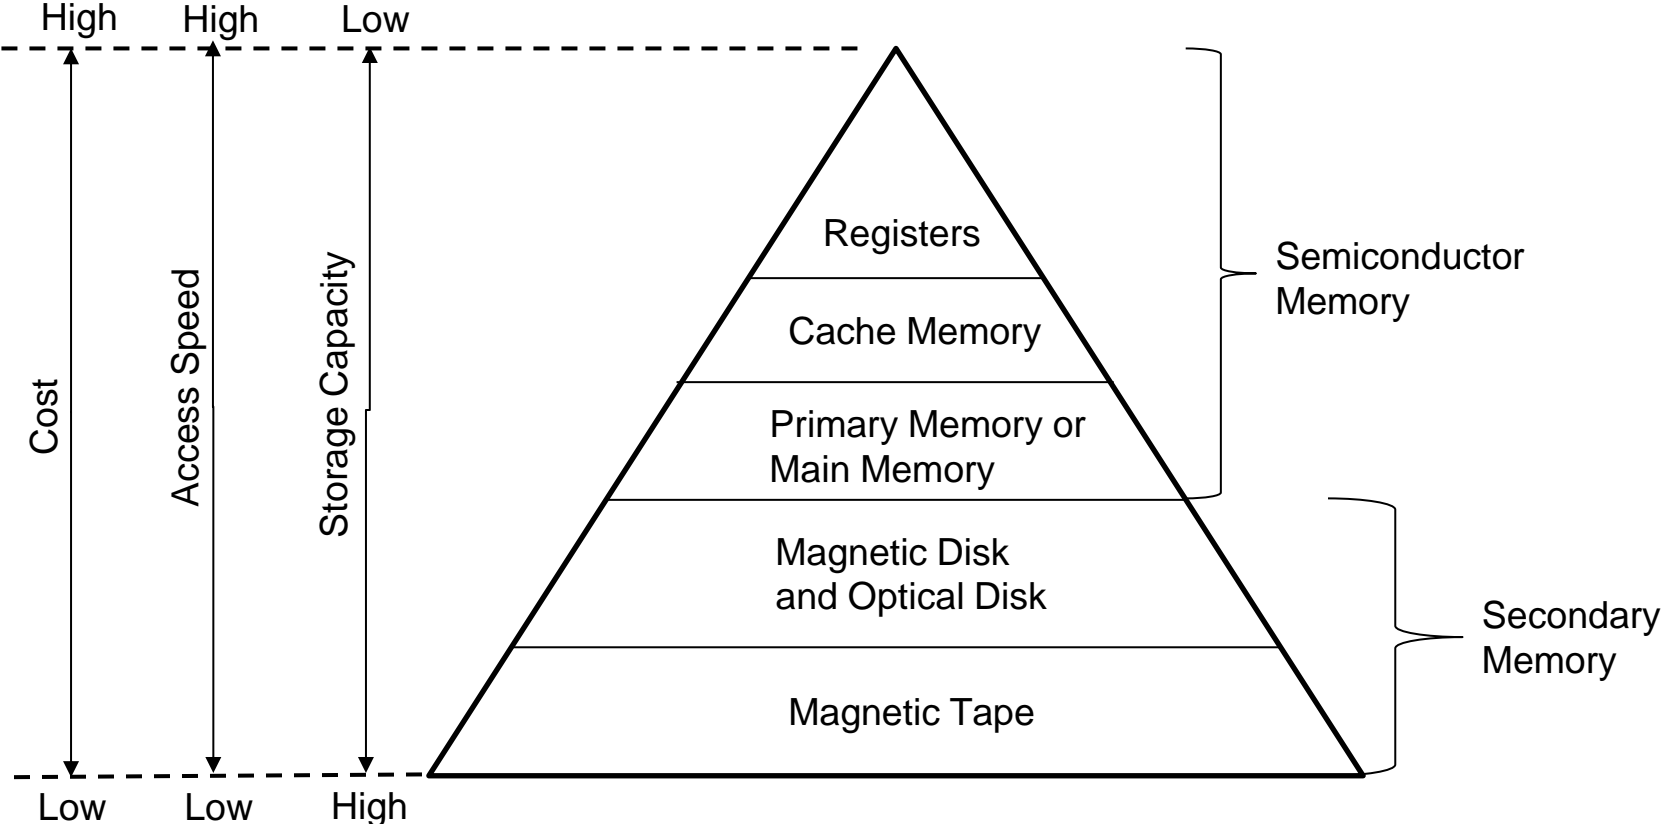 High
High
Low
Registers
Semiconductor
Memory
Cache Memory
Cost
Access Speed
Storage Capacity
Primary Memory or
Main Memory
Magnetic Disk
and Optical Disk
Secondary
Memory
Magnetic Tape
Low
Low
High